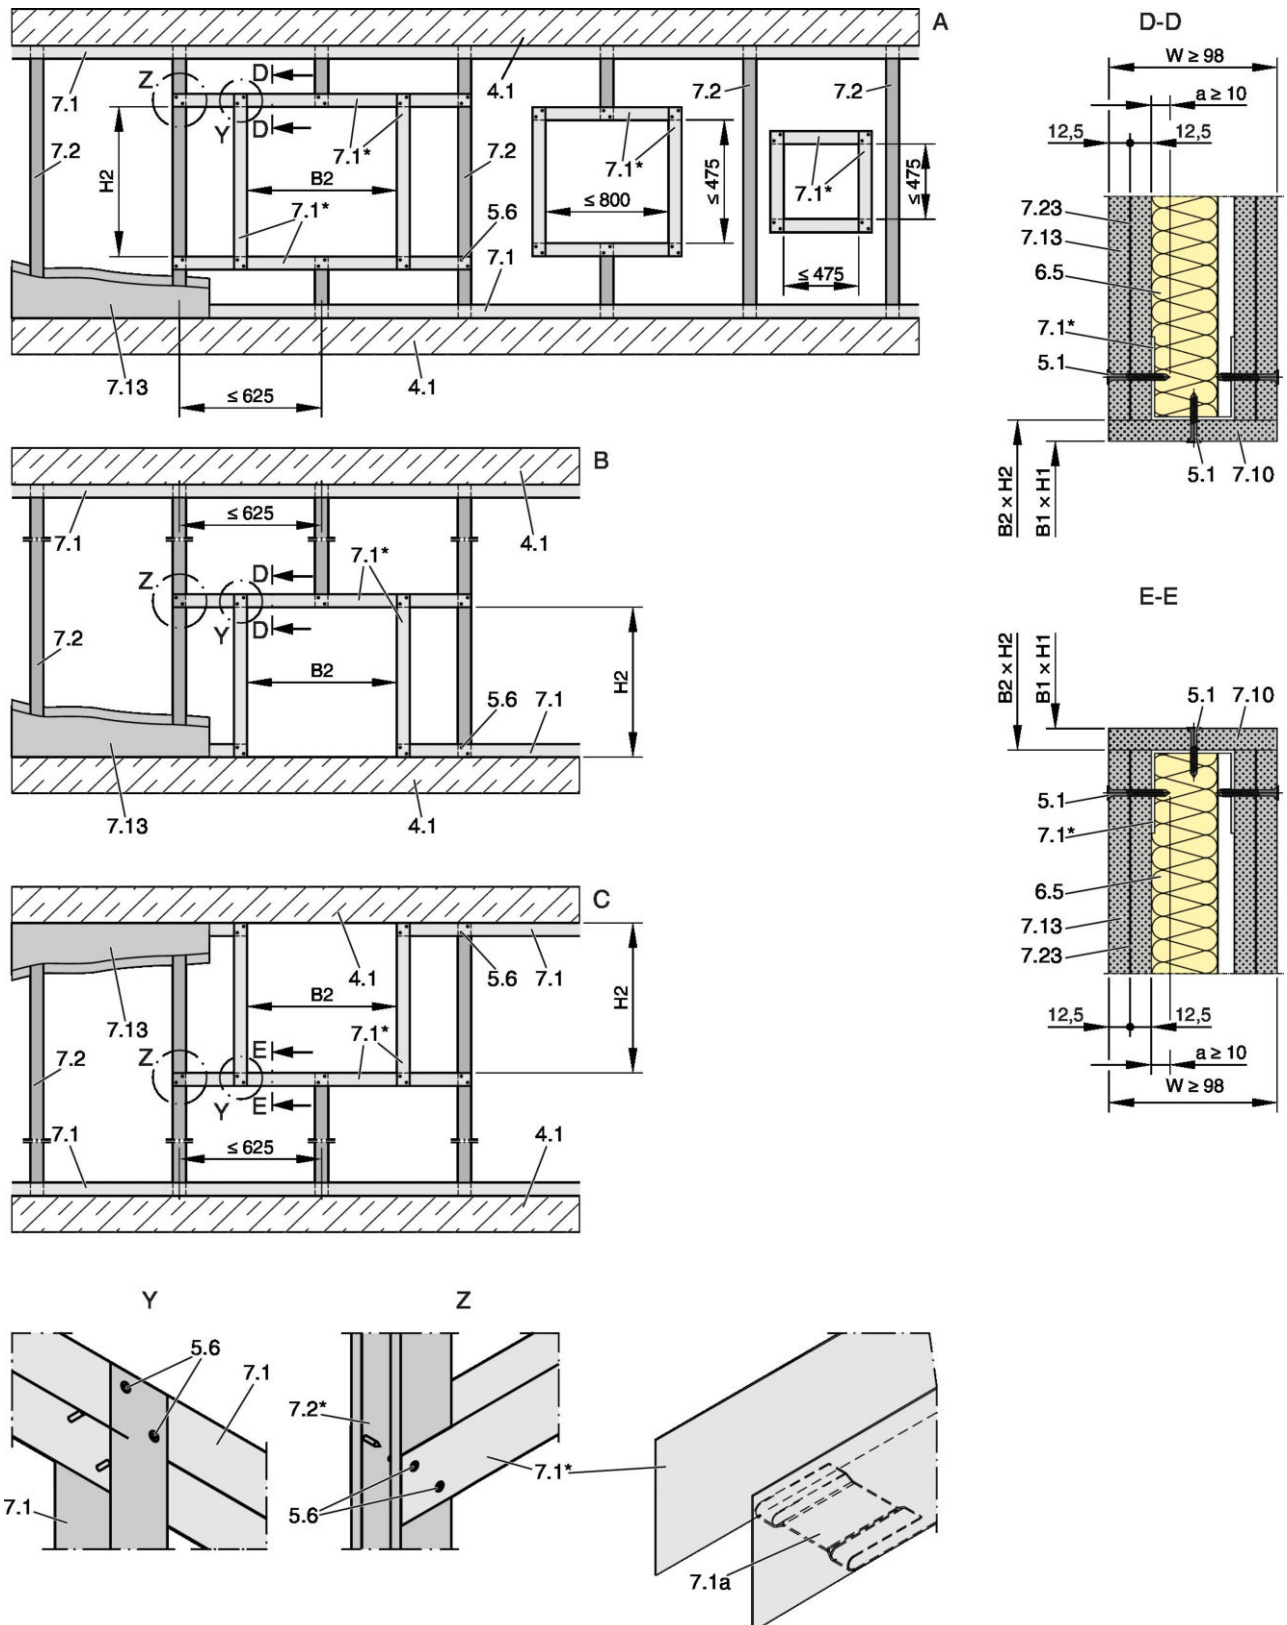 A
7.1
Z
D
D
Y
4.1
7.2
7.2
7.2
H2
7.1*
B2
7.1*
7.2
5.6
7.1
7.1*
≤ 800
≤ 475
7.1*
≤ 475
≤ 475
7.13
≤ 625
4.1
D-D
W ≥ 98
a ≥ 10
12,5
12,5
7.23
7.13
6.5
7.1*
5.1
5.1
7.10
B2 × H2
B1 × H1
B
≤ 625
7.1
4.1
7.1*
Z
D
D
Y
7.2
B2
H2
5.6
7.1
7.13
4.1
E-E
B2 × H2
B1 × H1
5.1
7.10
5.1
7.1*
6.5
7.13
7.23
12,5
12,5
a ≥ 10
W ≥ 98
C
4.1
5.6
7.1
7.13
B2
H2
7.2
Z
E
E
Y
7.1*
7.1
≤ 625
4.1
Y
5.6
7.1
7.1
Z
7.2*
5.6
7.1*
7.1a